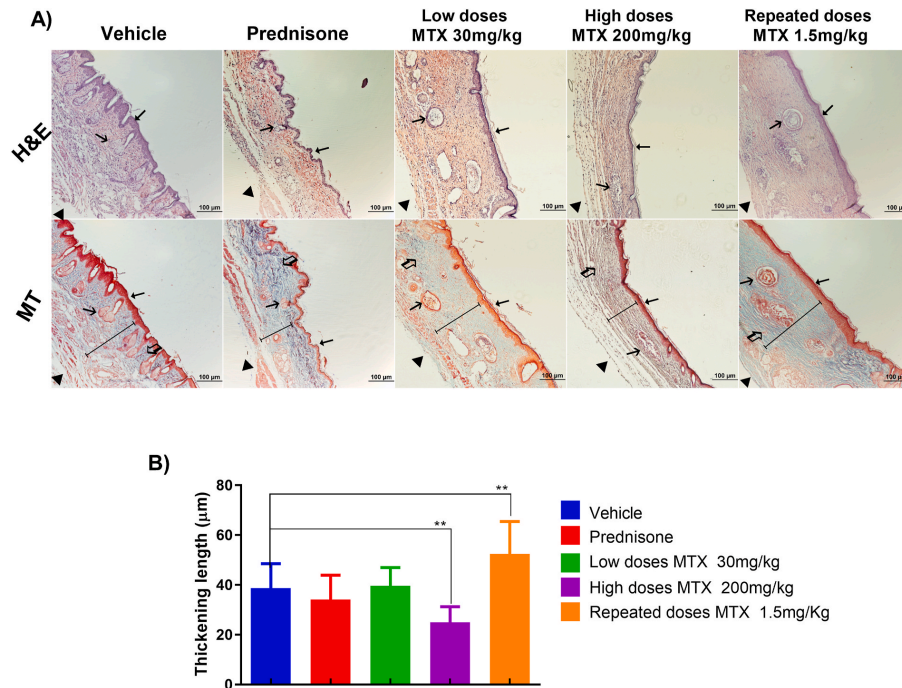 A)
Vehicle
Prednisone
Low doses
MTX 30mg/kg
High doses
MTX 200mg/kg
Repeated doses
MTX 1.5mg/kg
H&E
100 µm
100 µm
100 µm
100 µm
100 µm
MT
100 µm
100 µm
100 µm
100 µm
100 µm
B)
Thickening length (µm)
80
60
40
20
0
**
**
Vehicle
Prednisone
Low doses MTX 30mg/kg
High doses MTX 200mg/kg
Repeated doses MTX 1.5mg/Kg